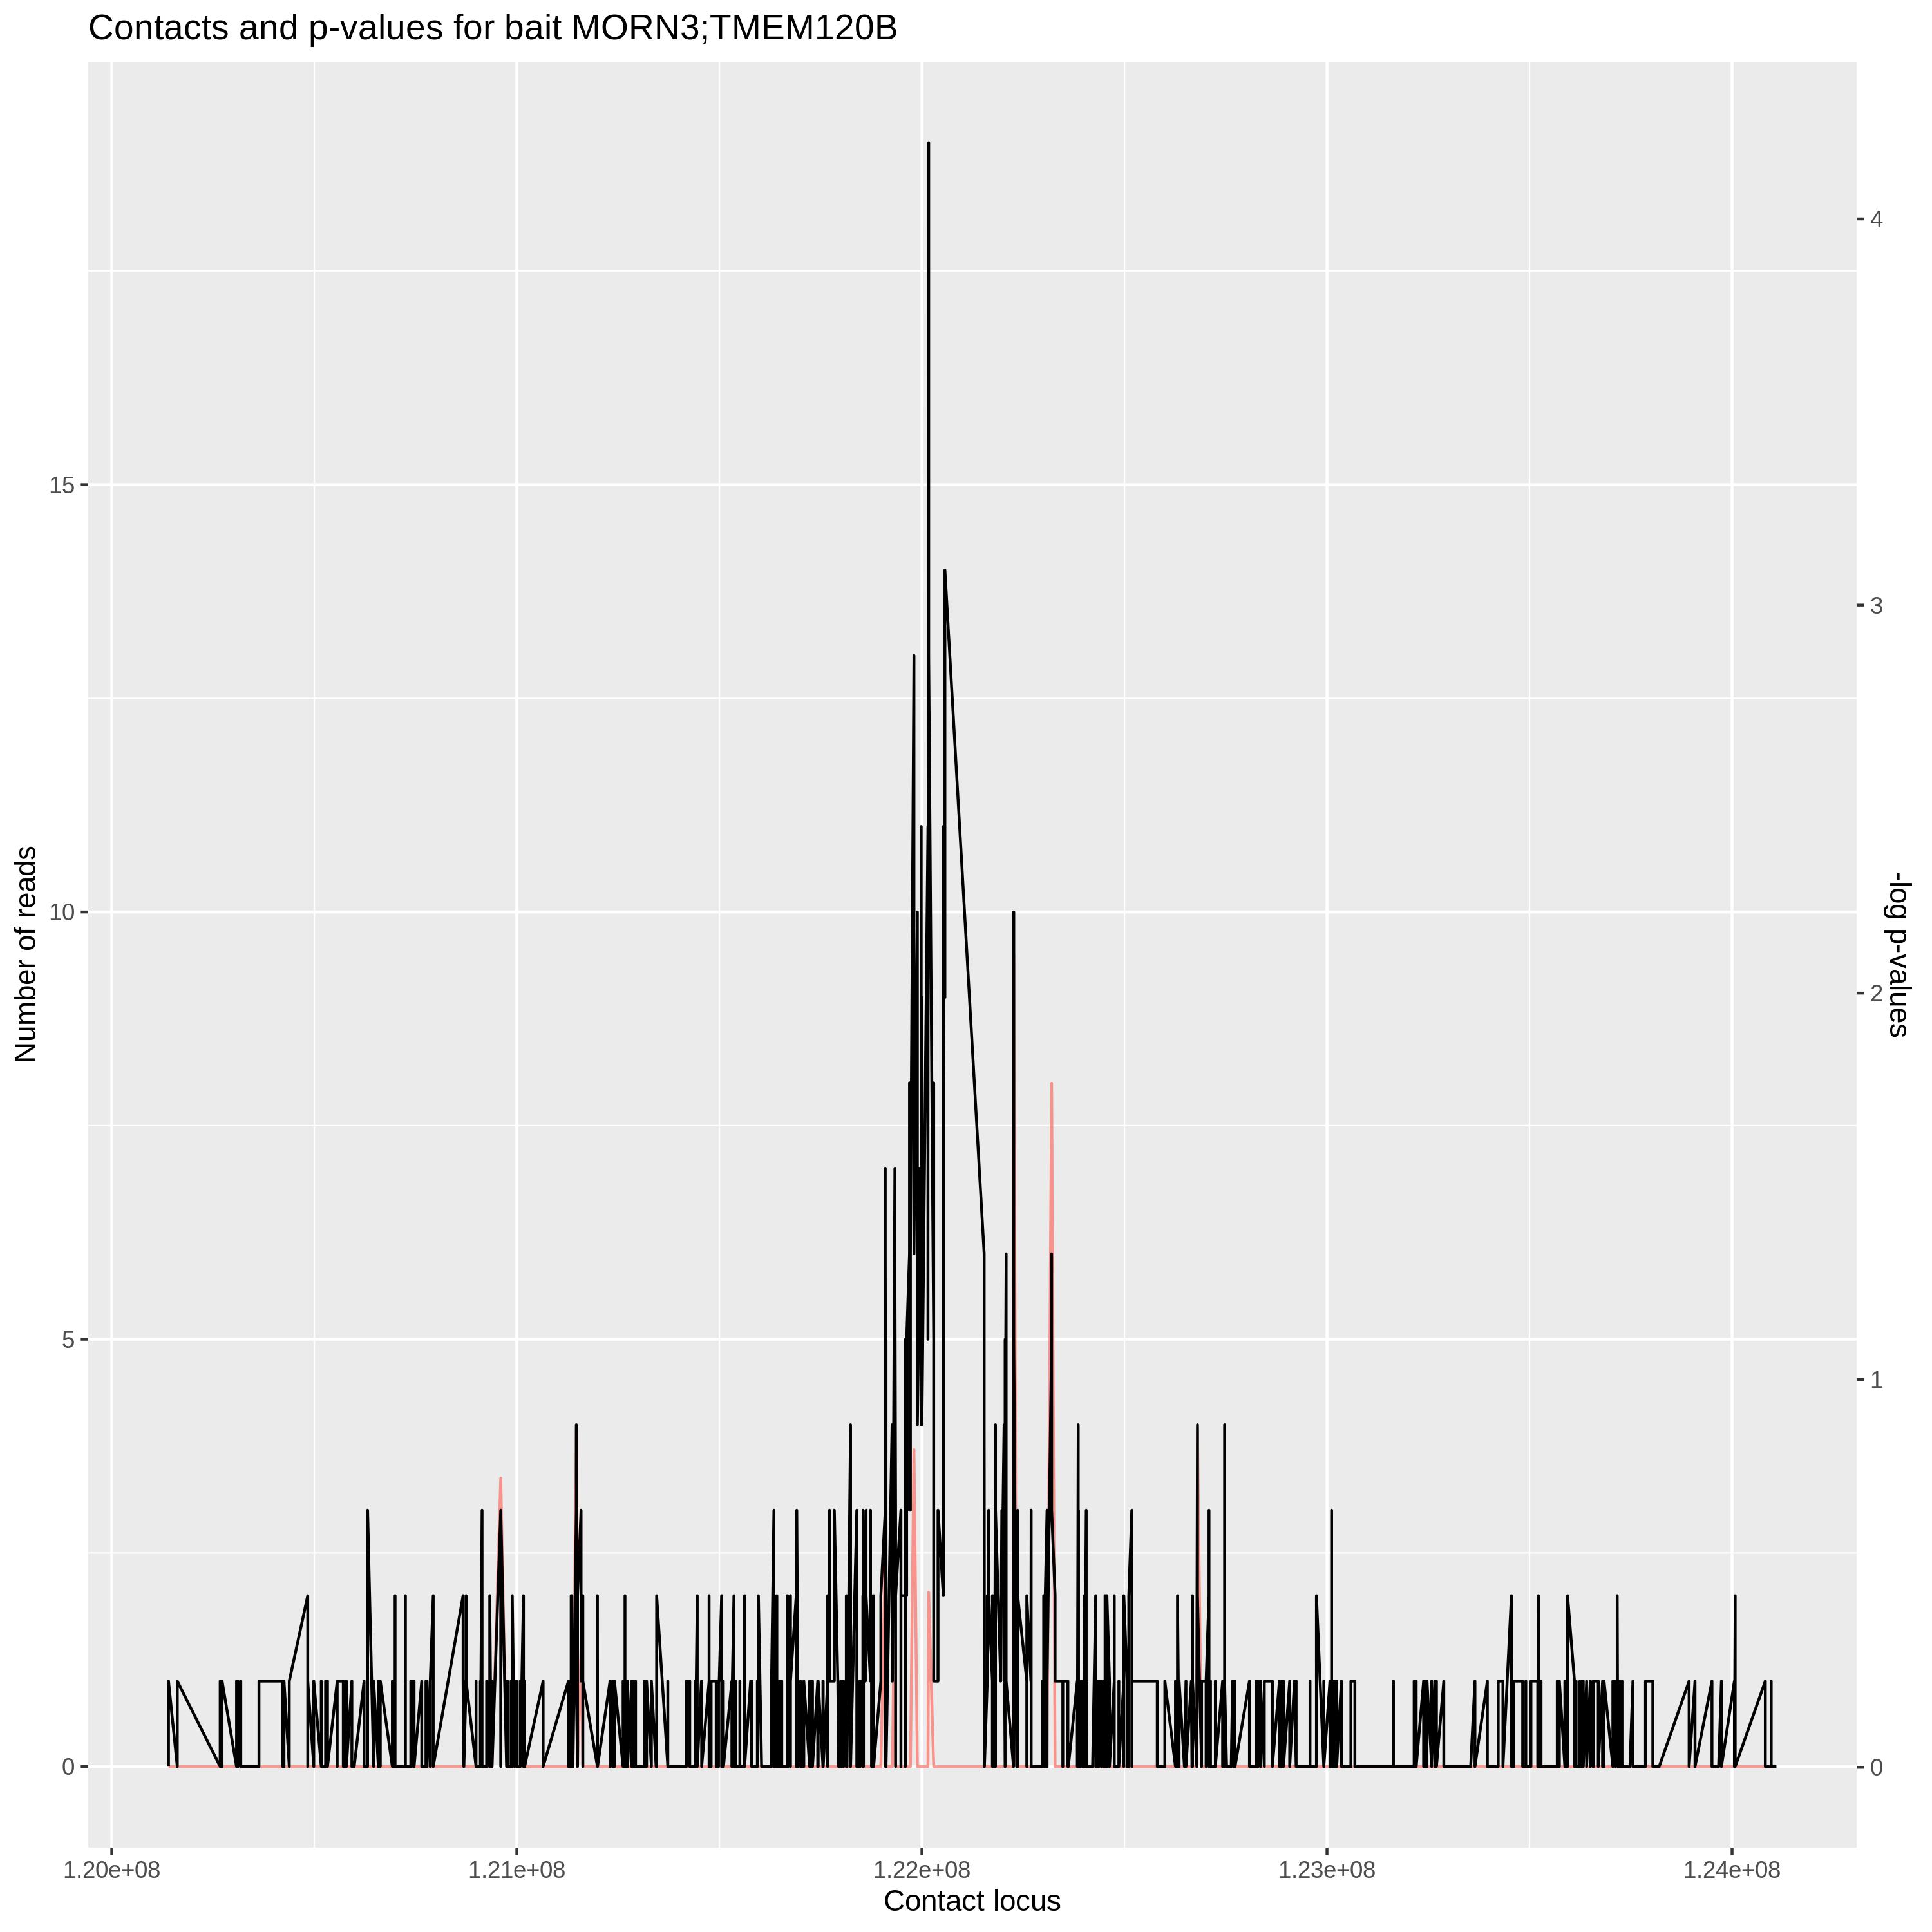 Contacts and p-values for bait MORN3;TMEM120B
Number of reads
15
10
5
0
4
3
2
1
0
-log p-values
1.20e+08
1.21e+08
1.22e+08
1.23e+08
1.24e+08
Contact locus